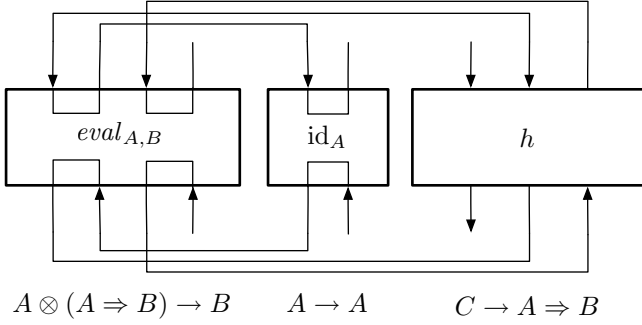 eval_{A,B} id_A h
A ⊗ (A ⇒ B) → B A → A C → A ⇒ B